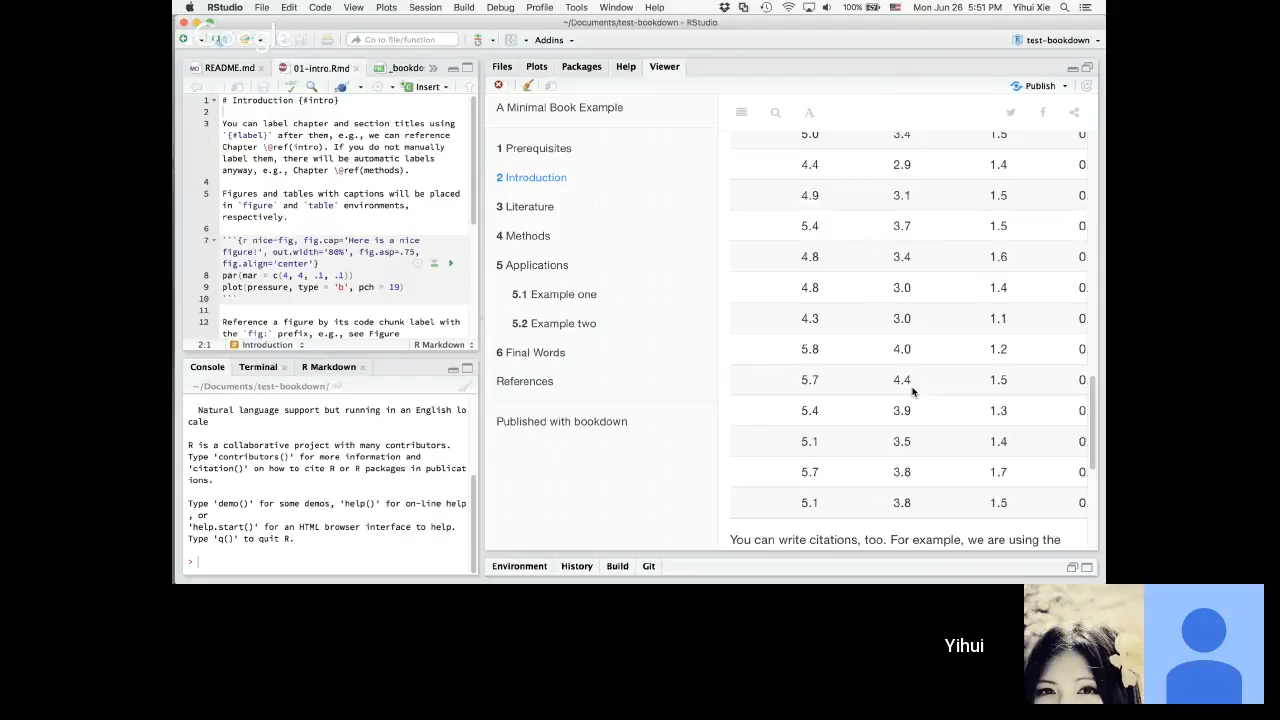 RStudio File Edit Code View Plots Session Build Debug Profile Tools Window Help 100% Mon Jun 26 5:51 PM Yihui Xie
~/Documents/test-bookdown - RStudio
Go to file/function Addins test-bookdown
README.md 01-intro.Rmd _bookdo
Insert
1 # Introduction {#intro}
2
3 You can label chapter and section titles using
`{#label}` after them, e.g., we can reference
Chapter \@ref(intro). If you do not manually
label them, there will be automatic labels
anyway, e.g., Chapter \@ref(methods).
4
5 Figures and tables with captions will be placed
in `figure` and `table` environments,
respectively.
6
7 ```{r nice-fig, fig.cap='Here is a nice
figure!', out.width='80%', fig.asp=.75,
fig.align='center'}
8 par(mar = c(4, 4, .1, .1))
9 plot(pressure, type = 'b', pch = 19)
10 ```
11
12 Reference a figure by its code chunk label with
the `fig:` prefix, e.g., see Figure
2:1 Introduction R Markdown
Console Terminal R Markdown
~/Documents/test-bookdown/
Natural language support but running in an English lo
cale
R is a collaborative project with many contributors.
Type 'contributors()' for more information and
'citation()' on how to cite R or R packages in publicat
ions.
Type 'demo()' for some demos, 'help()' for on-line help
, or
'help.start()' for an HTML browser interface to help.
Type 'q()' to quit R.
>
Files Plots Packages Help Viewer
Publish
A Minimal Book Example
1 Prerequisites
2 Introduction
3 Literature
4 Methods
5 Applications
5.1 Example one
5.2 Example two
6 Final Words
References
Published with bookdown
A
5.0 3.4 1.5 0.
4.4 2.9 1.4 0.
4.9 3.1 1.5 0.
5.4 3.7 1.5 0.
4.8 3.4 1.6 0.
4.8 3.0 1.4 0.
4.3 3.0 1.1 0.
5.8 4.0 1.2 0.
5.7 4.4 1.5 0.
5.4 3.9 1.3 0.
5.1 3.5 1.4 0.
5.7 3.8 1.7 0.
5.1 3.8 1.5 0.
You can write citations, too. For example, we are using the
Environment History Build Git
Yihui